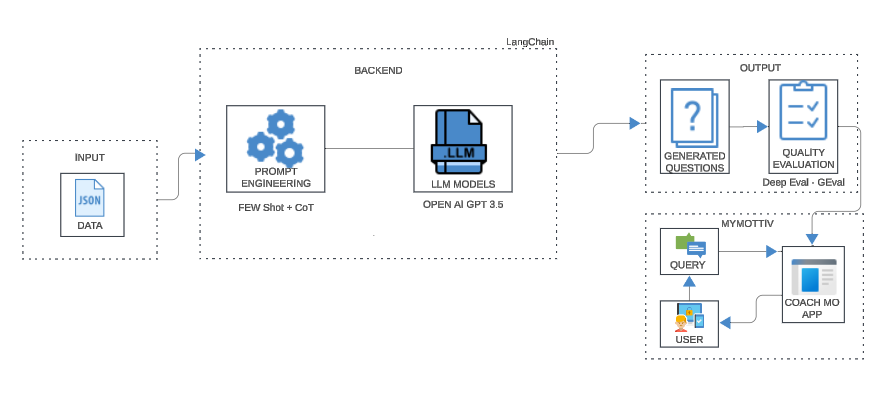 LangChain
BACKEND
OUTPUT
INPUT
JSON
DATA
PROMPT
ENGINEERING
FEW Shot + CoT
.LLM
LLM MODELS
OPEN AI GPT 3.5
?
GENERATED
QUESTIONS
QUALITY
EVALUATION
Deep Eval - GEval
MYMOTTIV
QUERY
COACH MO
APP
USER